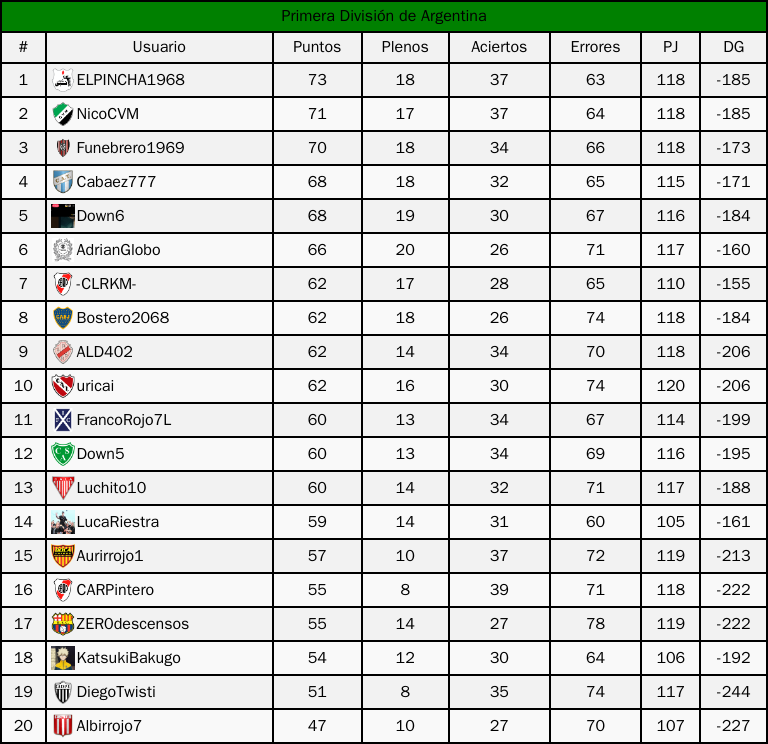 Primera División de Argentina
# Usuario Puntos Plenos Aciertos Errores PJ DG
1 ELPINCHA1968 73 18 37 63 118 -185
2 NicoCVM 71 17 37 64 118 -185
3 Funebrero1969 70 18 34 66 118 -173
4 Cabaez777 68 18 32 65 115 -171
5 Down6 68 19 30 67 116 -184
6 AdrianGlobo 66 20 26 71 117 -160
7 -CLRKM- 62 17 28 65 110 -155
8 Bostero2068 62 18 26 74 118 -184
9 ALD402 62 14 34 70 118 -206
10 uricai 62 16 30 74 120 -206
11 FrancoRojo7L 60 13 34 67 114 -199
12 Down5 60 13 34 69 116 -195
13 Luchito10 60 14 32 71 117 -188
14 LucaRiestra 59 14 31 60 105 -161
15 Aurirrojo1 57 10 37 72 119 -213
16 CARPintero 55 8 39 71 118 -222
17 ZER0descensos 55 14 27 78 119 -222
18 KatsukiBakugo 54 12 30 64 106 -192
19 DiegoTwisti 51 8 35 74 117 -244
20 Albirrojo7 47 10 27 70 107 -227